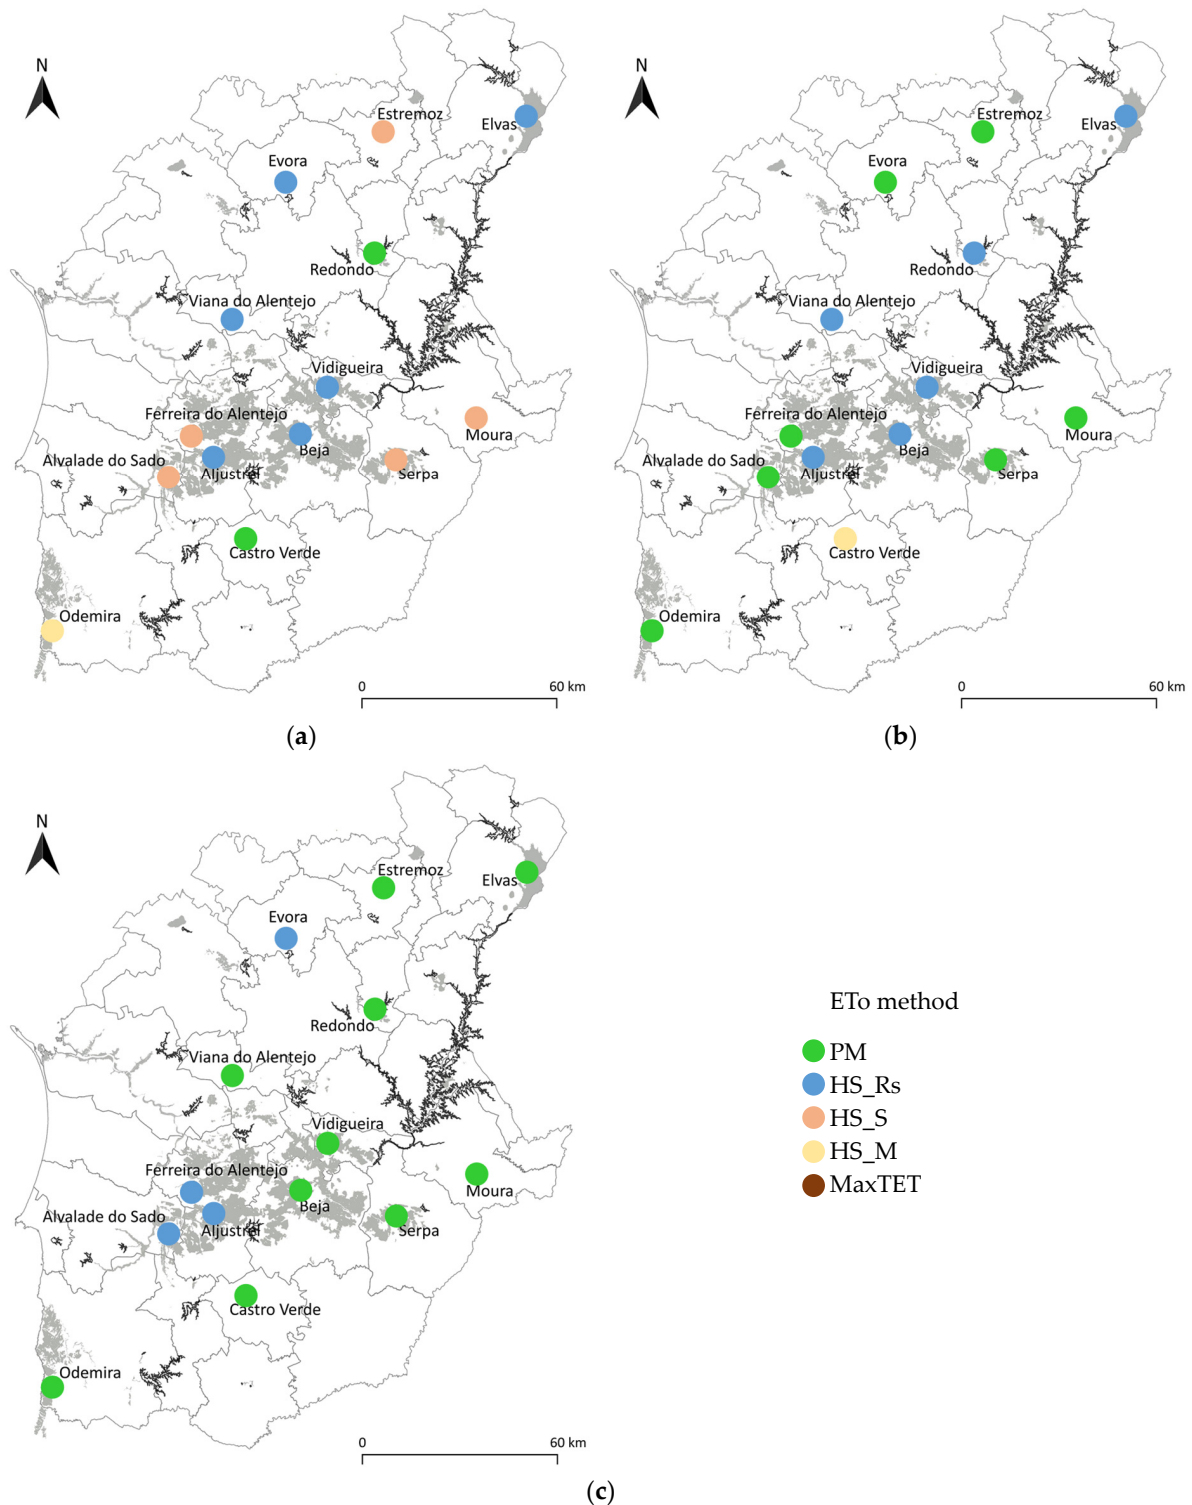 N
Estremoz
Elvas
Evora
Redondo
Viana do Alentejo
Vidigueira
Ferreira do Alentejo
Moura
Beja
Alvalade do Sado
Aljustrel
Serpa
Castro Verde
Odemira
0 60 km
(a)
N
Estremoz
Elvas
Evora
Redondo
Viana do Alentejo
Vidigueira
Ferreira do Alentejo
Moura
Beja
Alvalade do Sado
Aljustrel
Serpa
Castro Verde
Odemira
0 60 km
(b)
N
Estremoz
Elvas
Evora
Redondo
Viana do Alentejo
Vidigueira
Ferreira do Alentejo
Moura
Beja
Alvalade do Sado
Aljustrel
Serpa
Castro Verde
Odemira
0 60 km
(c)
ETo method
PM
HS_Rs
HS_S
HS_M
MaxTET